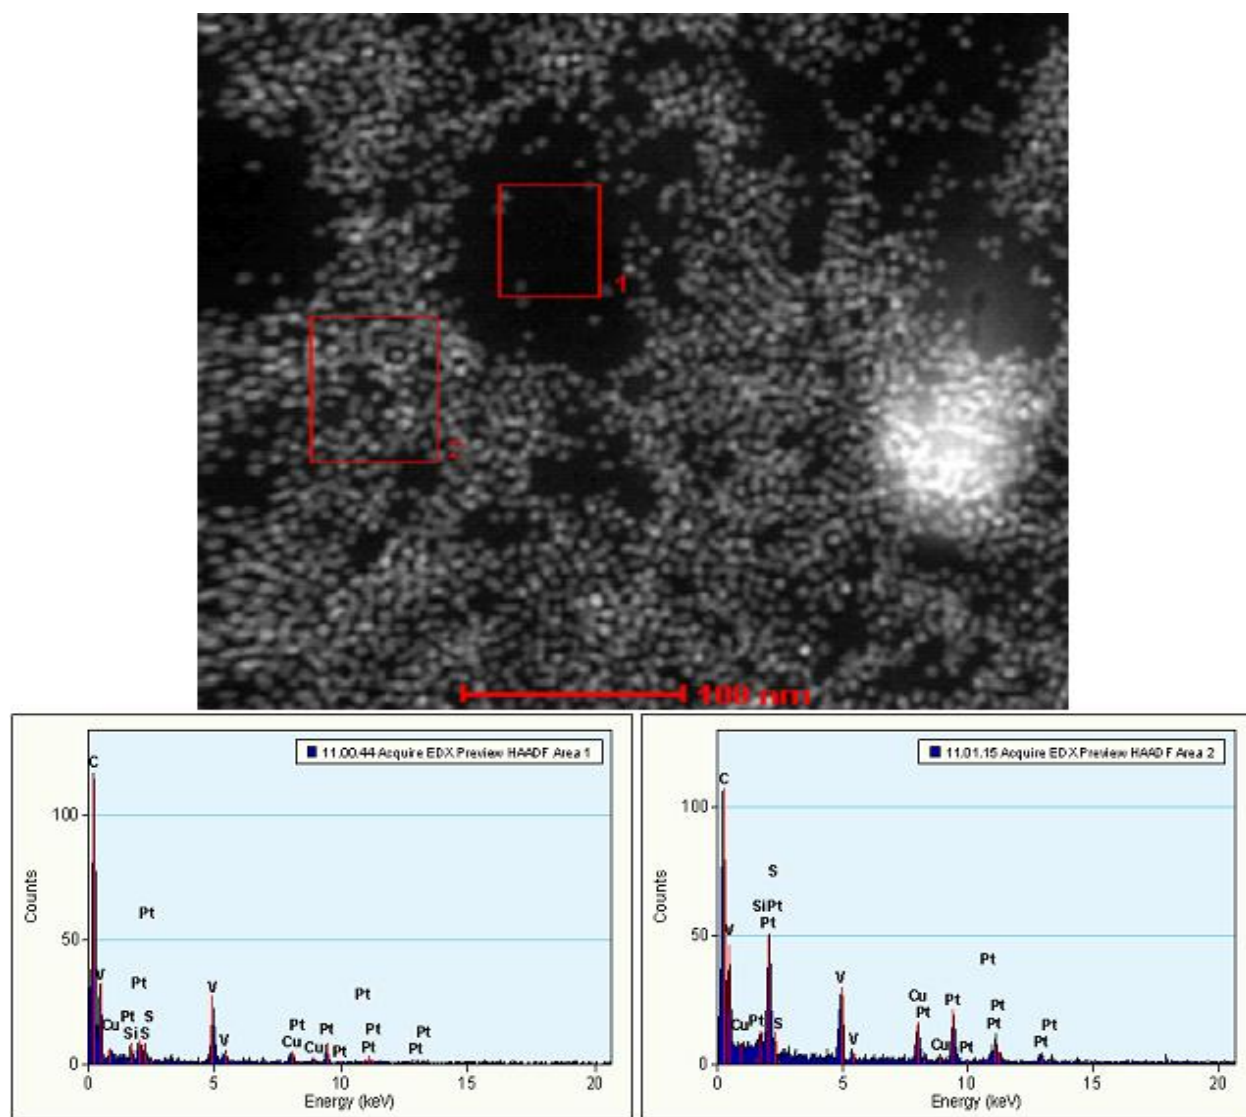 1
2
100 nm
11.00.44 Acquire EDX Preview HAADF Area 1
C
Pt
Pt
V
V
Pt
Cu
Pt
S
Si
S
V
Pt
Cu
Pt
Cu
Pt
Pt
Pt
Pt
Pt
Counts
100
50
0
0
5
10
15
20
Energy (keV)
11.01.15 Acquire EDX Preview HAADF Area 2
C
S
Si Pt
Pt
V
Pt
V
Cu
Pt
Pt
Cu
Pt
S
V
Cu
Pt
Pt
Pt
Pt
Pt
Counts
100
50
0
0
5
10
15
20
Energy (keV)